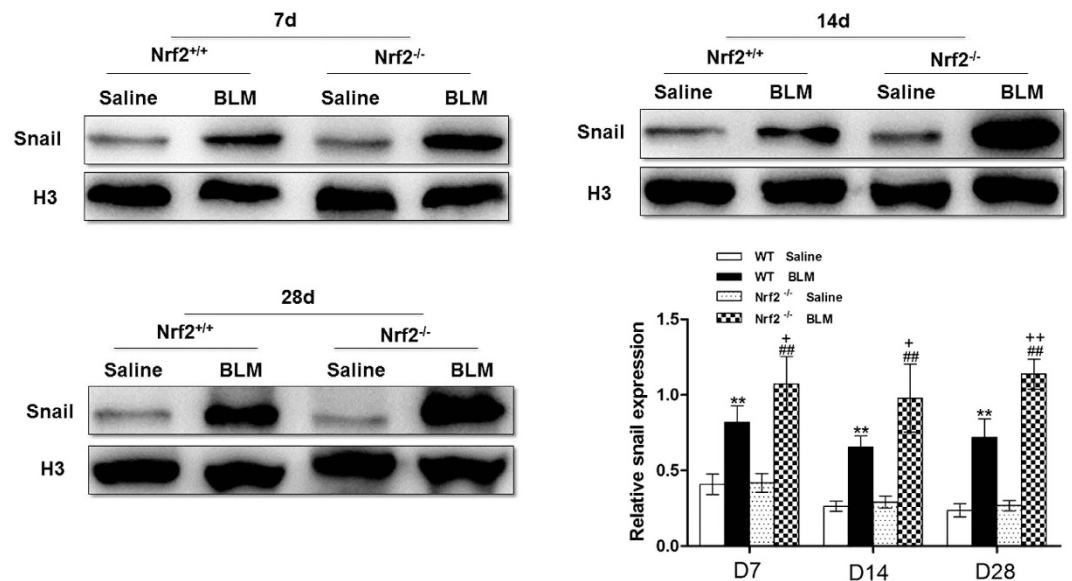 7d
Nrf2+/+ Nrf2-/-
Saline BLM Saline BLM
Snail
H3
14d
Nrf2+/+ Nrf2-/-
Saline BLM Saline BLM
Snail
H3
28d
Nrf2+/+ Nrf2-/-
Saline BLM Saline BLM
Snail
H3
WT Saline
WT BLM
Nrf2 -/- Saline
Nrf2 -/- BLM
Relative snail expression
1.5
1.0
0.5
0.0
** + ##
** + ##
** ++ ##
D7 D14 D28